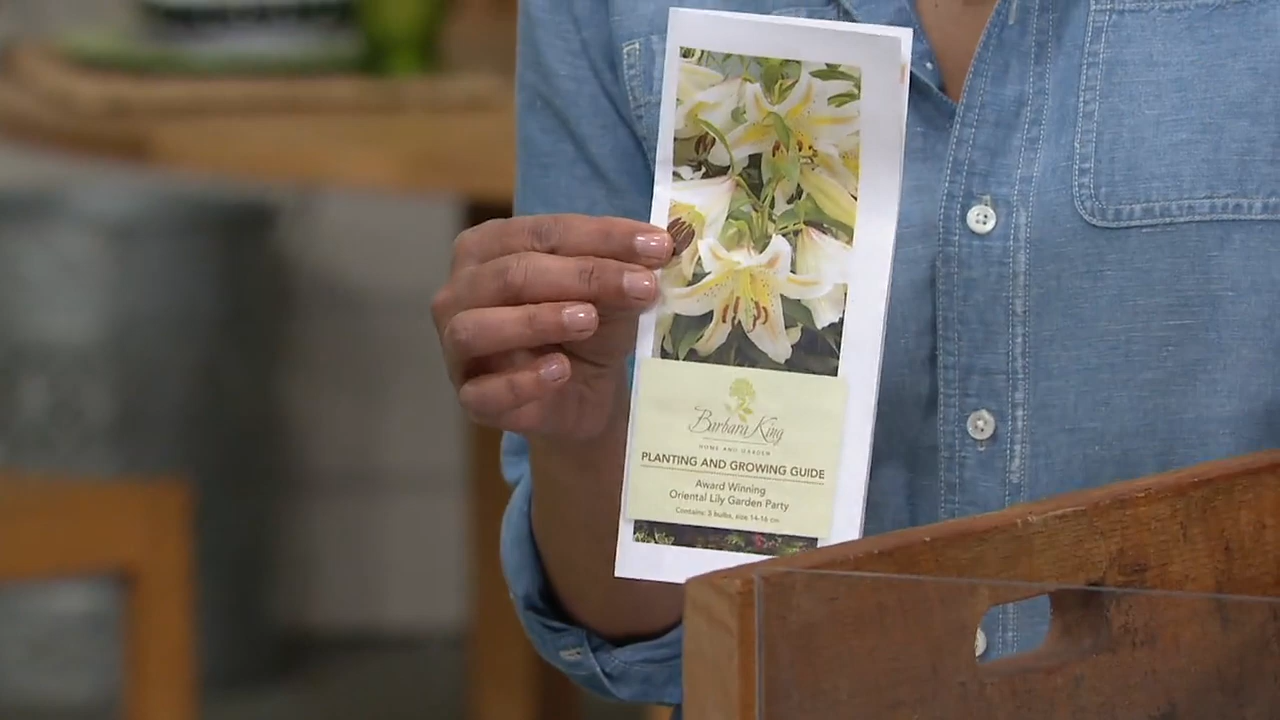 Barbara King
HOME AND GARDEN
PLANTING AND GROWING GUIDE
Award Winning
Oriental Lily Garden Party
Contains: 3 bulbs, size 14-16 cm